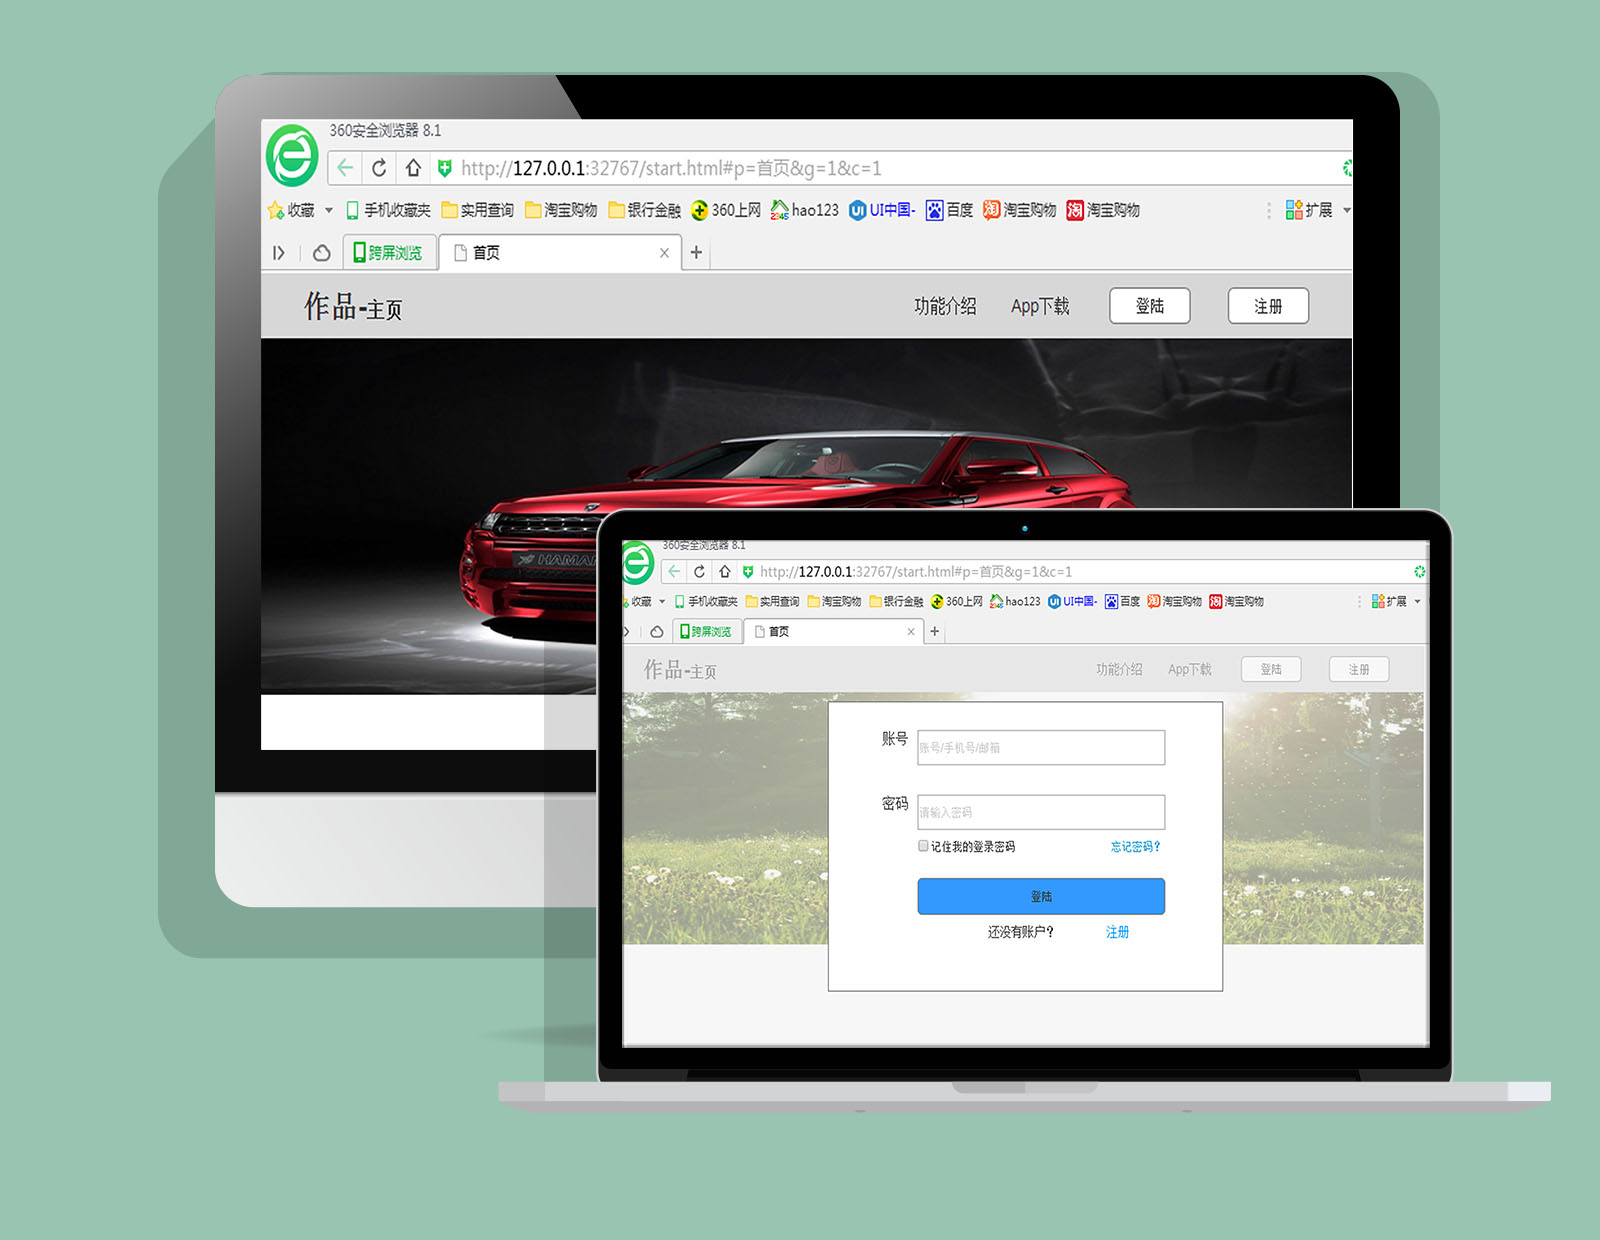 360安全浏览器 8.1
http://127.0.0.1:32767/start.html#p=首页&g=1&c=1
收藏 手机收藏夹 实用查询 淘宝购物 银行金融 360上网 2345 hao123 UI UI中国- 百度 淘 淘宝购物 淘 淘宝购物 扩展
跨屏浏览 首页
作品-主页 功能介绍 App下载 登陆 注册
HAMAN
360安全浏览器 8.1
http://127.0.0.1:32767/start.html#p=首页&g=1&c=1
收藏 手机收藏夹 实用查询 淘宝购物 银行金融 360上网 2345 hao123 UI UI中国- 百度 淘 淘宝购物 淘 淘宝购物 扩展
跨屏浏览 首页
作品-主页 功能介绍 App下载 登陆 注册
账号 账号/手机号/邮箱
密码 请输入密码
记住我的登录密码 忘记密码?
登陆
还没有账户? 注册